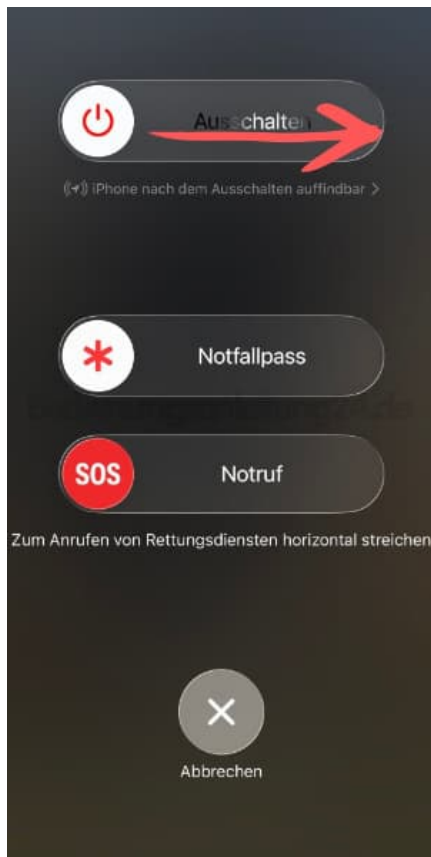 Ausschalten
iPhone nach dem Ausschalten auffindbar >
Notfallpass
SOS Notruf
Zum Anrufen von Rettungsdiensten horizontal streichen
Abbrechen